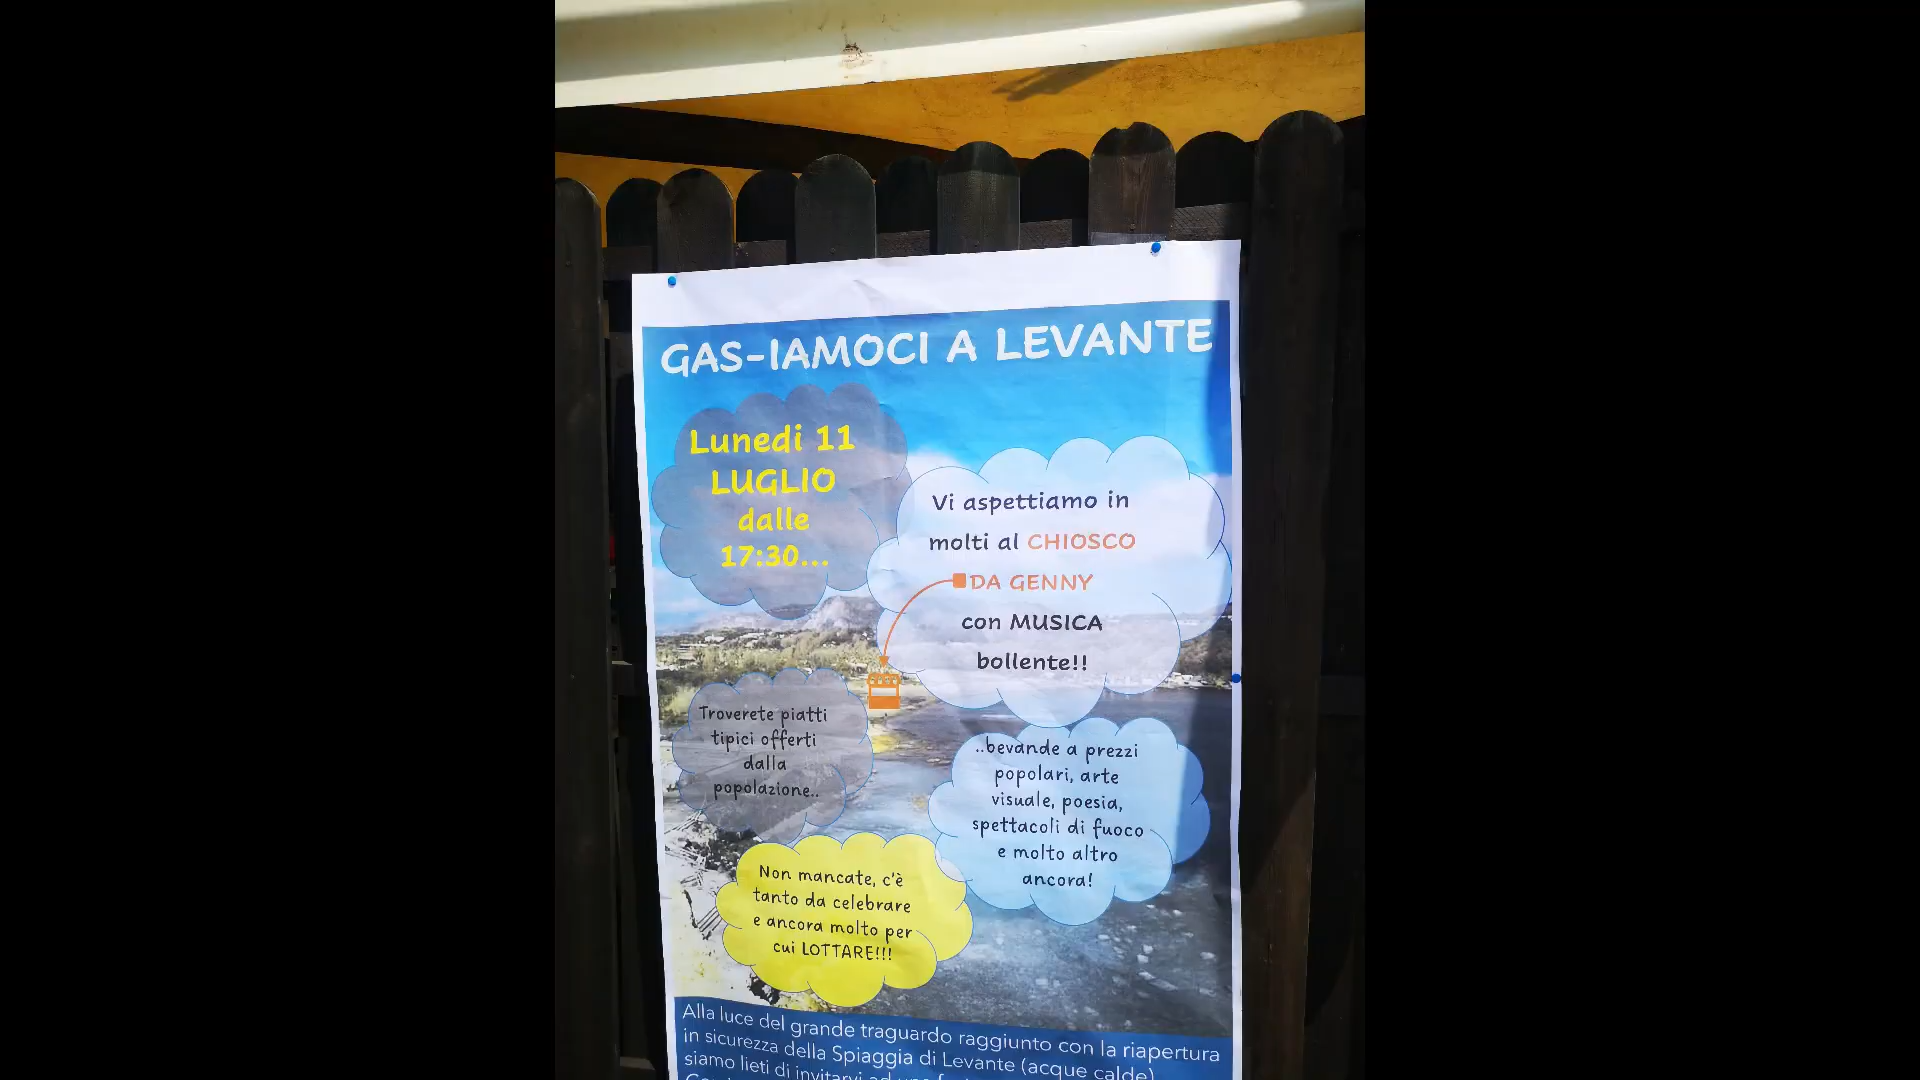 GAS-IAMOCI A LEVANTE
Lunedi 11
LUGLIO
dalle
17:30...
Vi aspettiamo in
molti al CHIOSCO
DA GENNY
con MUSICA
bollente!!
Troverete piatti
tipici offerti
dalla
popolazione..
..bevande a prezzi
popolari, arte
visuale, poesia,
spettacoli di fuoco
e molto altro
ancora!
Non mancate, c'è
tanto da celebrare
e ancora molto per
cui LOTTARE!!!
Alla luce del grande traguardo raggiunto con la riapertura
in sicurezza della Spiaggia di Levante (acque calde)
siamo lieti di invitarvi ad una